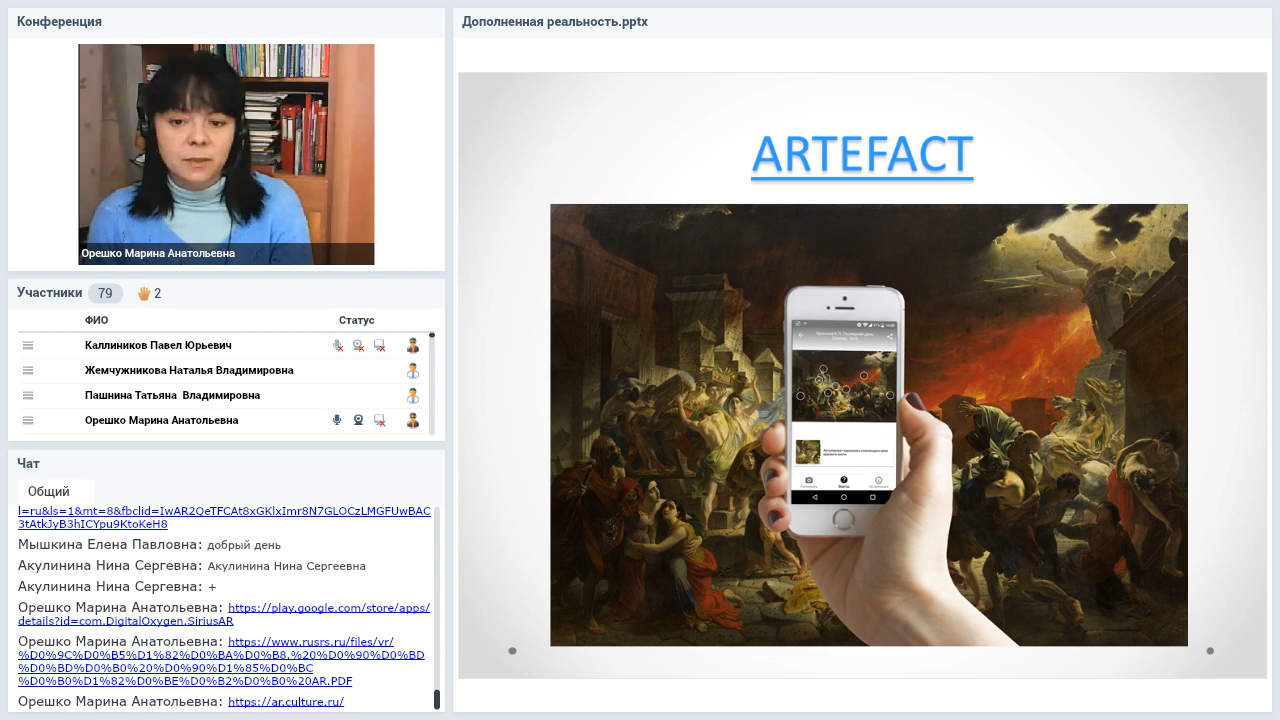 Конференция
Орешко Марина Анатольевна
Участники 79 2
ФИО Статус
Каллиников Павел Юрьевич
Жемчужникова Наталья Владимировна
Пашнина Татьяна Владимировна
Орешко Марина Анатольевна
Чат
Общий
l=ru&ls=1&mt=8&fbclid=IwAR2QeTFCAt8xGKlxImr8N7GLOCzLMGFUwBAC
3tAtkJyB3hICYpu9KtoKeH8
Мышкина Елена Павловна: добрый день
Акулинина Нина Сергевна: Акулинина Нина Сергеевна
Акулинина Нина Сергевна: +
Орешко Марина Анатольевна: https://play.google.com/store/apps/
details?id=com.DigitalOxygen.SiriusAR
Орешко Марина Анатольевна: https://www.rusrs.ru/files/vr/
%D0%9C%D0%B5%D1%82%D0%BA%D0%B8.%20%D0%90%D0%BD
%D0%BD%D0%B0%20%D0%90%D1%85%D0%BC
%D0%B0%D1%82%D0%BE%D0%B2%D0%B0%20AR.PDF
Орешко Марина Анатольевна: https://ar.culture.ru/
Дополненная реальность.pptx
ARTEFACT